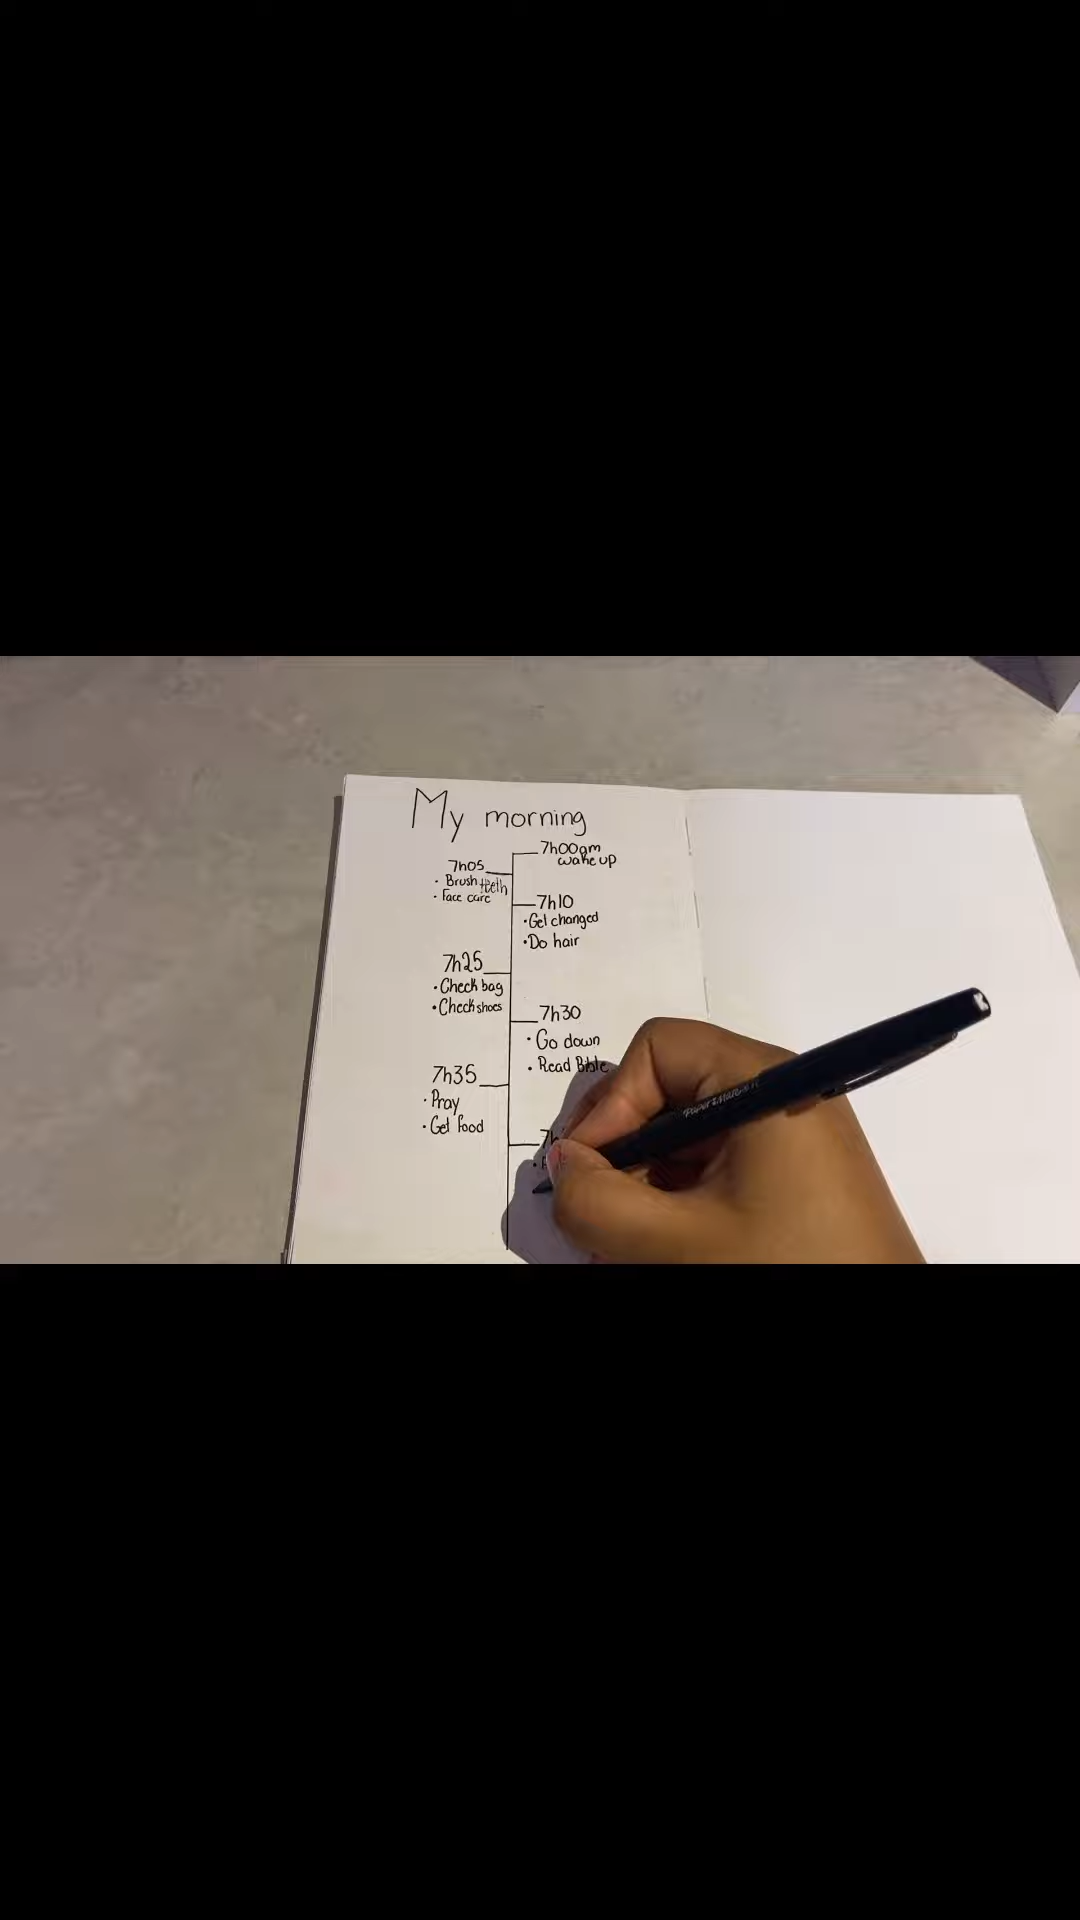 My morning
7h00am
wake up
7h05
• Brush teeth
• Face care
7h10
• Get changed
• Do hair
7h25
• Check bag
• Check shoes
7h30
• Go down
• Read Bible
7h35
• Pray
• Get food